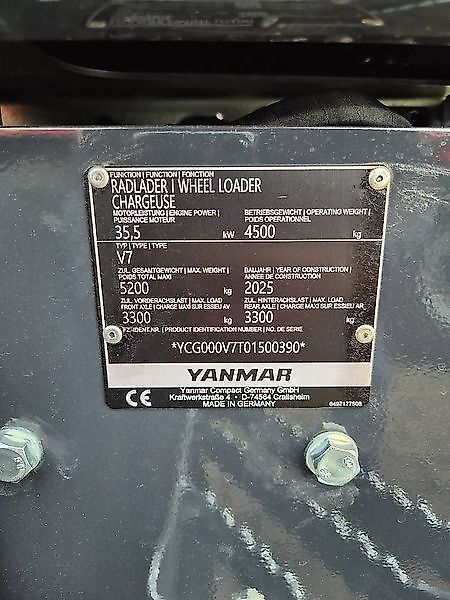 FUNKTION | FUNCTION | FONCTION
RADLADER | WHEEL LOADER
CHARGEUSE
MOTORLEISTUNG | ENGINE POWER | BETRIEBSGEWICHT | OPERATING WEIGHT |
PUISSANCE MOTEUR POIDS OPERATIONNEL
35,5 kW 4500 kg
TYP | TYPE | TYPE
V7
ZUL. GESAMTGEWICHT | MAX. WEIGHT | BAUJAHR | YEAR OF CONSTRUCTION |
POIDS TOTAL MAXI ANNEE DE CONSTRUCTION
5200 kg 2025
ZUL. VORDERACHSLAST | MAX. LOAD ZUL. HINTERACHSLAST | MAX. LOAD
FRONT AXLE | CHARGE MAXI SUR ESSIEU AV REAR AXLE | CHARGE MAXI SUR ESSIEU AR
3300 kg 3300 kg
FZ.-IDENT.NR. | PRODUCT IDENTIFICATION NUMBER | NO. DE SERIE
*YCG000V7T01500390*
YANMAR
CE
Yanmar Compact Germany GmbH
Kraftwerkstraße 4 • D-74564 Crailsheim
MADE IN GERMANY